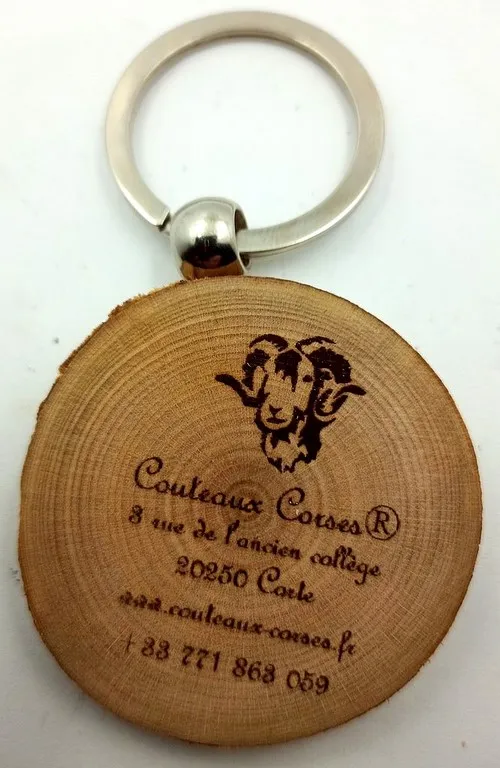 Couteaux Corses®
3 rue de l'ancien collège
20250 Corte
www.couteaux-corses.fr
+33 771 863 059